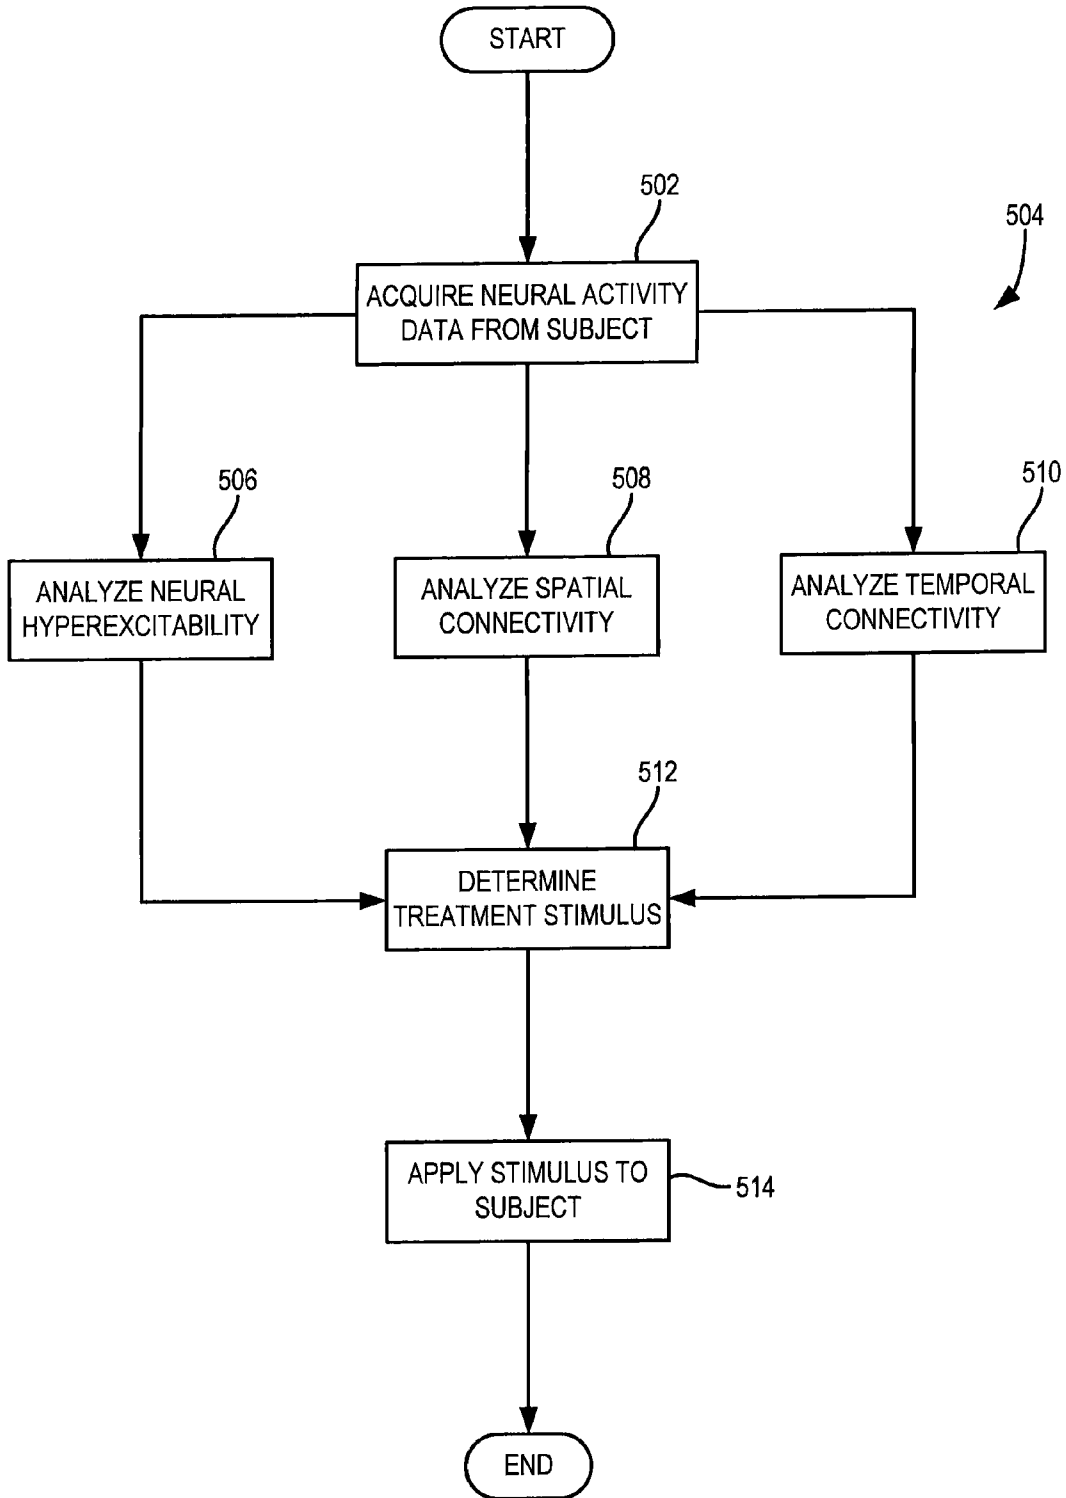 START
502
504
ACQUIRE NEURAL ACTIVITY
DATA FROM SUBJECT
506
508
510
ANALYZE NEURAL
HYPEREXCITABILITY
ANALYZE SPATIAL
CONNECTIVITY
ANALYZE TEMPORAL
CONNECTIVITY
512
DETERMINE
TREATMENT STIMULUS
APPLY STIMULUS TO
SUBJECT
514
END